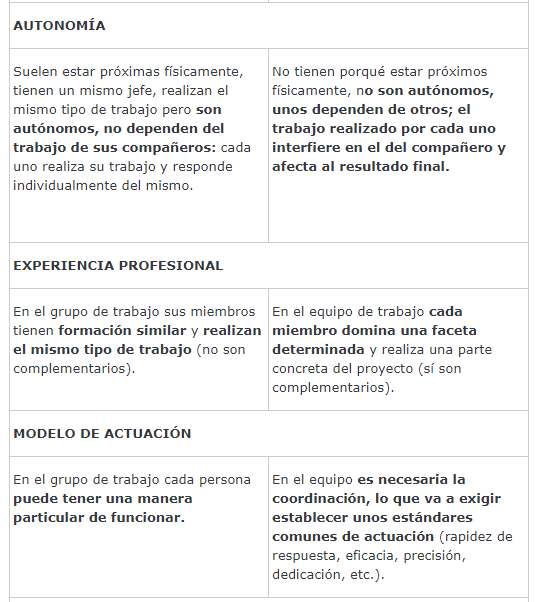 AUTONOMÍA
Suelen estar próximas físicamente,
tienen un mismo jefe, realizan el
mismo tipo de trabajo pero son
autónomos, no dependen del
trabajo de sus compañeros: cada
uno realiza su trabajo y responde
individualmente del mismo.
No tienen porqué estar próximos
físicamente, no son autónomos,
unos dependen de otros; el
trabajo realizado por cada uno
interfiere en el del compañero y
afecta al resultado final.
EXPERIENCIA PROFESIONAL
En el grupo de trabajo sus miembros
tienen formación similar y realizan
el mismo tipo de trabajo (no son
complementarios).
En el equipo de trabajo cada
miembro domina una faceta
determinada y realiza una parte
concreta del proyecto (sí son
complementarios).
MODELO DE ACTUACIÓN
En el grupo de trabajo cada persona
puede tener una manera
particular de funcionar.
En el equipo es necesaria la
coordinación, lo que va a exigir
establecer unos estándares
comunes de actuación (rapidez de
respuesta, eficacia, precisión,
dedicación, etc.).